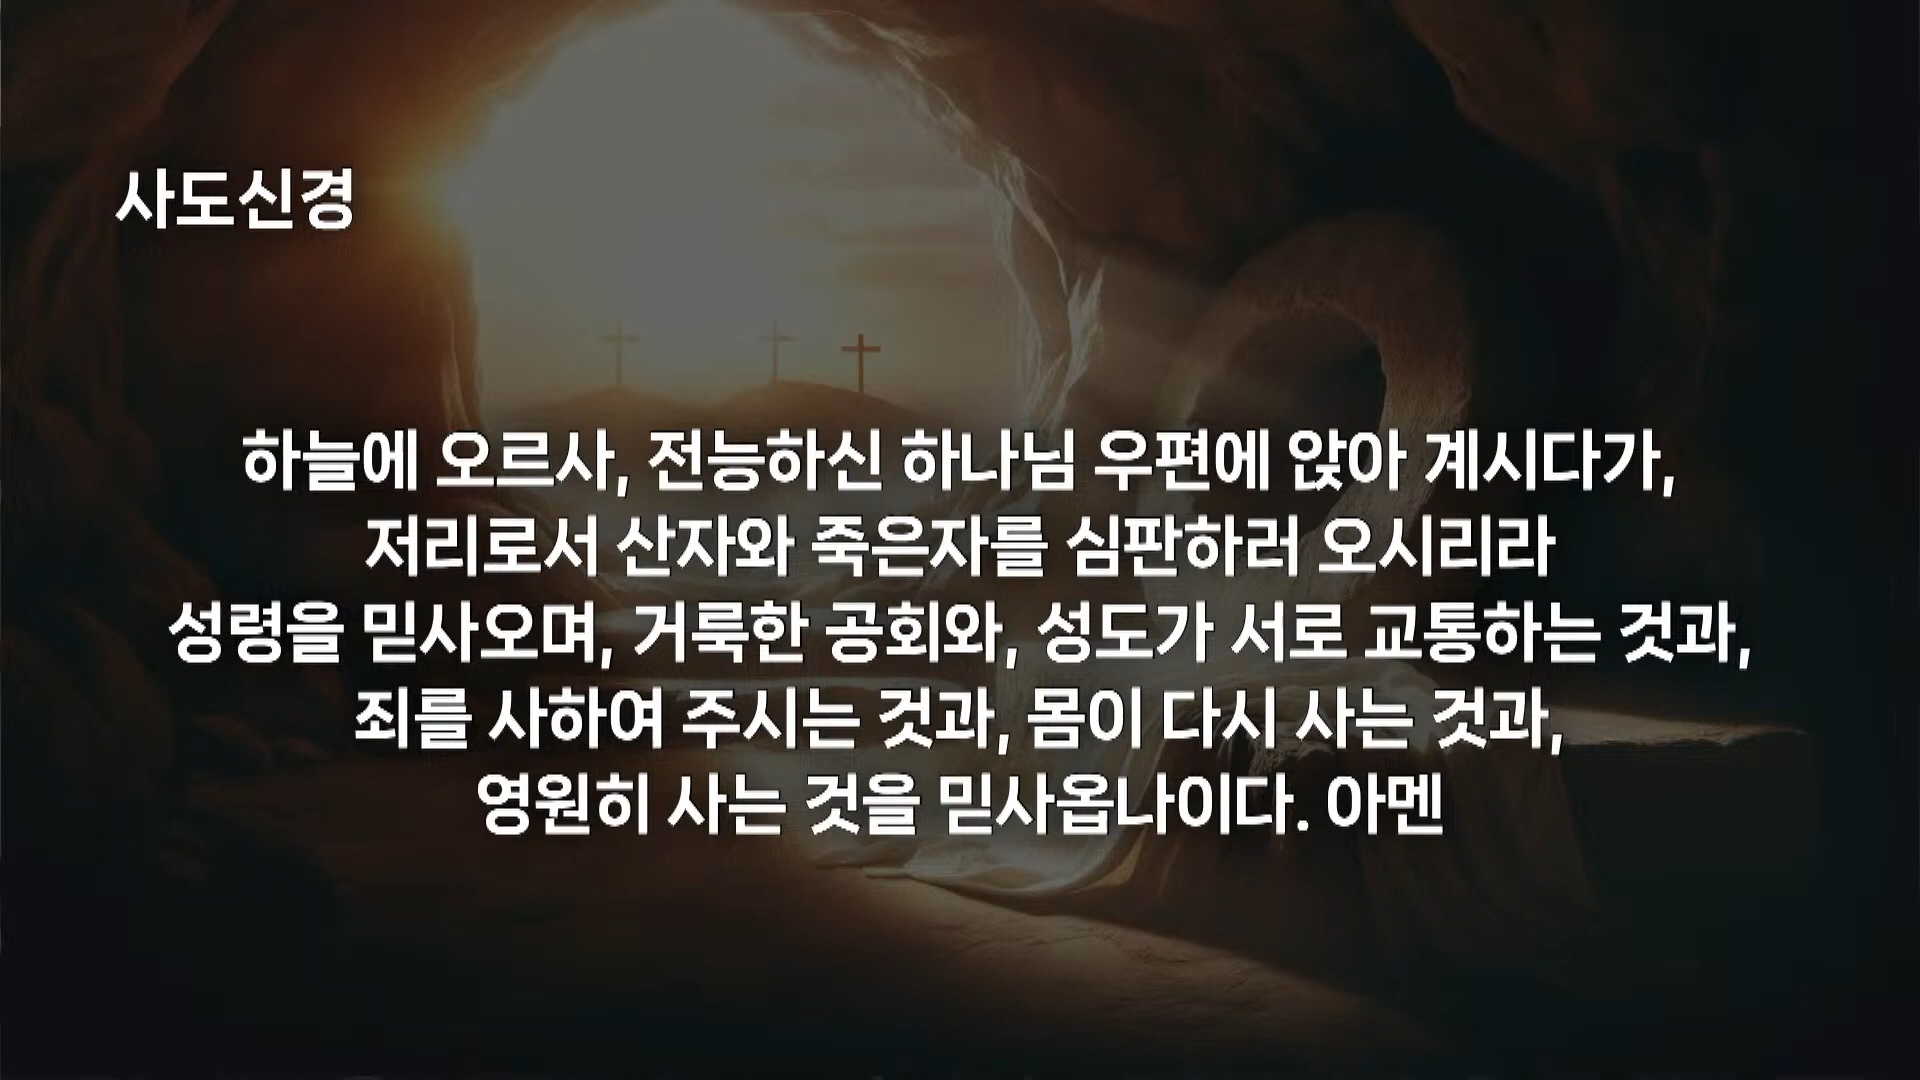 사도신경
하늘에 오르사, 전능하신 하나님 우편에 앉아 계시다가,
저리로서 산자와 죽은자를 심판하러 오시리라
성령을 믿사오며, 거룩한 공회와, 성도가 서로 교통하는 것과,
죄를 사하여 주시는 것과, 몸이 다시 사는 것과,
영원히 사는 것을 믿사옵나이다. 아멘